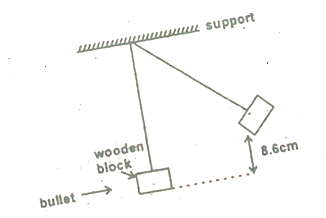 support
wooden
block
8.6cm
bullet